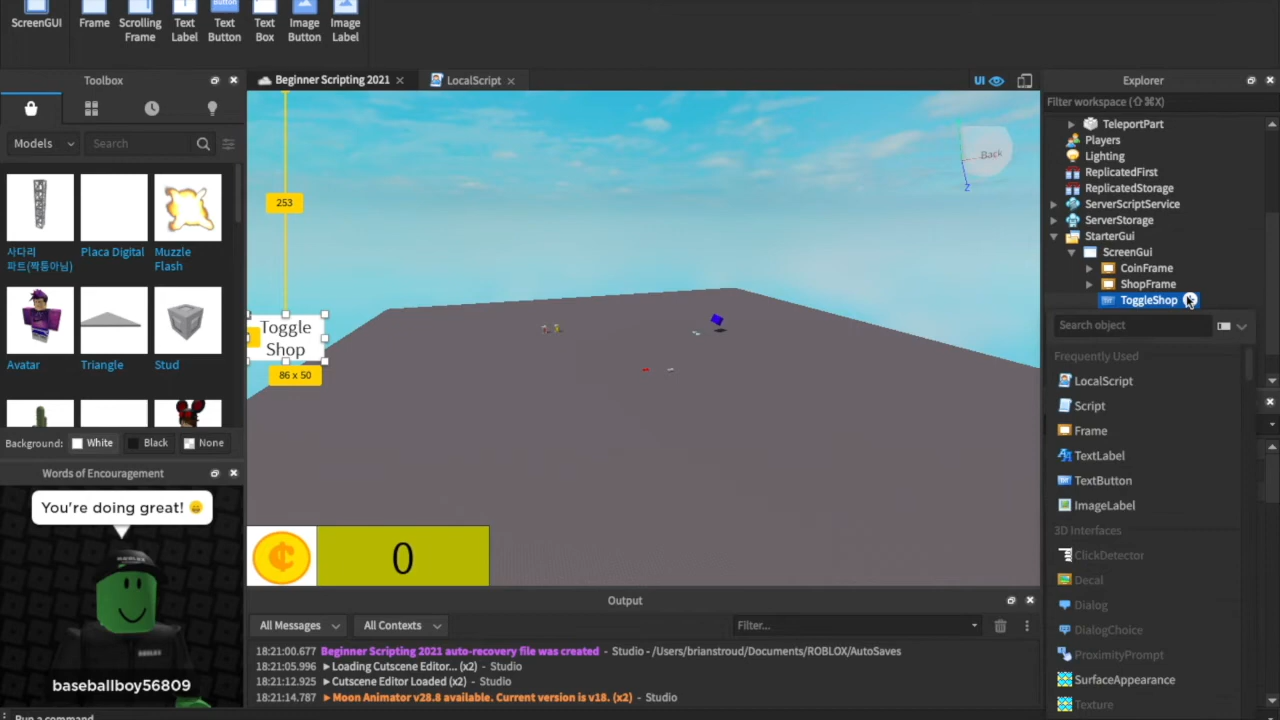 ScreenGUI
Frame
Scrolling
Frame
Text
Label
Button
Text
Button
Text
Box
Image
Button
Image
Label
Toolbox
Beginner Scripting 2021
LocalScript
UI
Explorer
Filter workspace (⇧⌘X)
Models
Search
사다리
파트(짝퉁아님)
Placa Digital
Muzzle
Flash
Avatar
Triangle
Stud
Background:
White
Black
None
Words of Encouragement
You're doing great! 😄
baseballboy56809
253
Back
Z
Toggle
Shop
86 x 50
0
TeleportPart
Players
Lighting
ReplicatedFirst
ReplicatedStorage
ServerScriptService
ServerStorage
StarterGui
ScreenGui
CoinFrame
ShopFrame
ToggleShop
Search object
Frequently Used
LocalScript
Script
Frame
TextLabel
TextButton
ImageLabel
3D Interfaces
ClickDetector
Decal
Dialog
DialogChoice
ProximityPrompt
SurfaceAppearance
Texture
Output
All Messages
All Contexts
Filter...
18:21:00.677 Beginner Scripting 2021 auto-recovery file was created - Studio - /Users/brianstroud/Documents/ROBLOX/AutoSaves
18:21:05.996 ▶ Loading Cutscene Editor... (x2) - Studio
18:21:12.925 ▶ Cutscene Editor Loaded (x2) - Studio
18:21:14.787 ▶ Moon Animator v28.8 available. Current version is v18. (x2) - Studio
Run a command